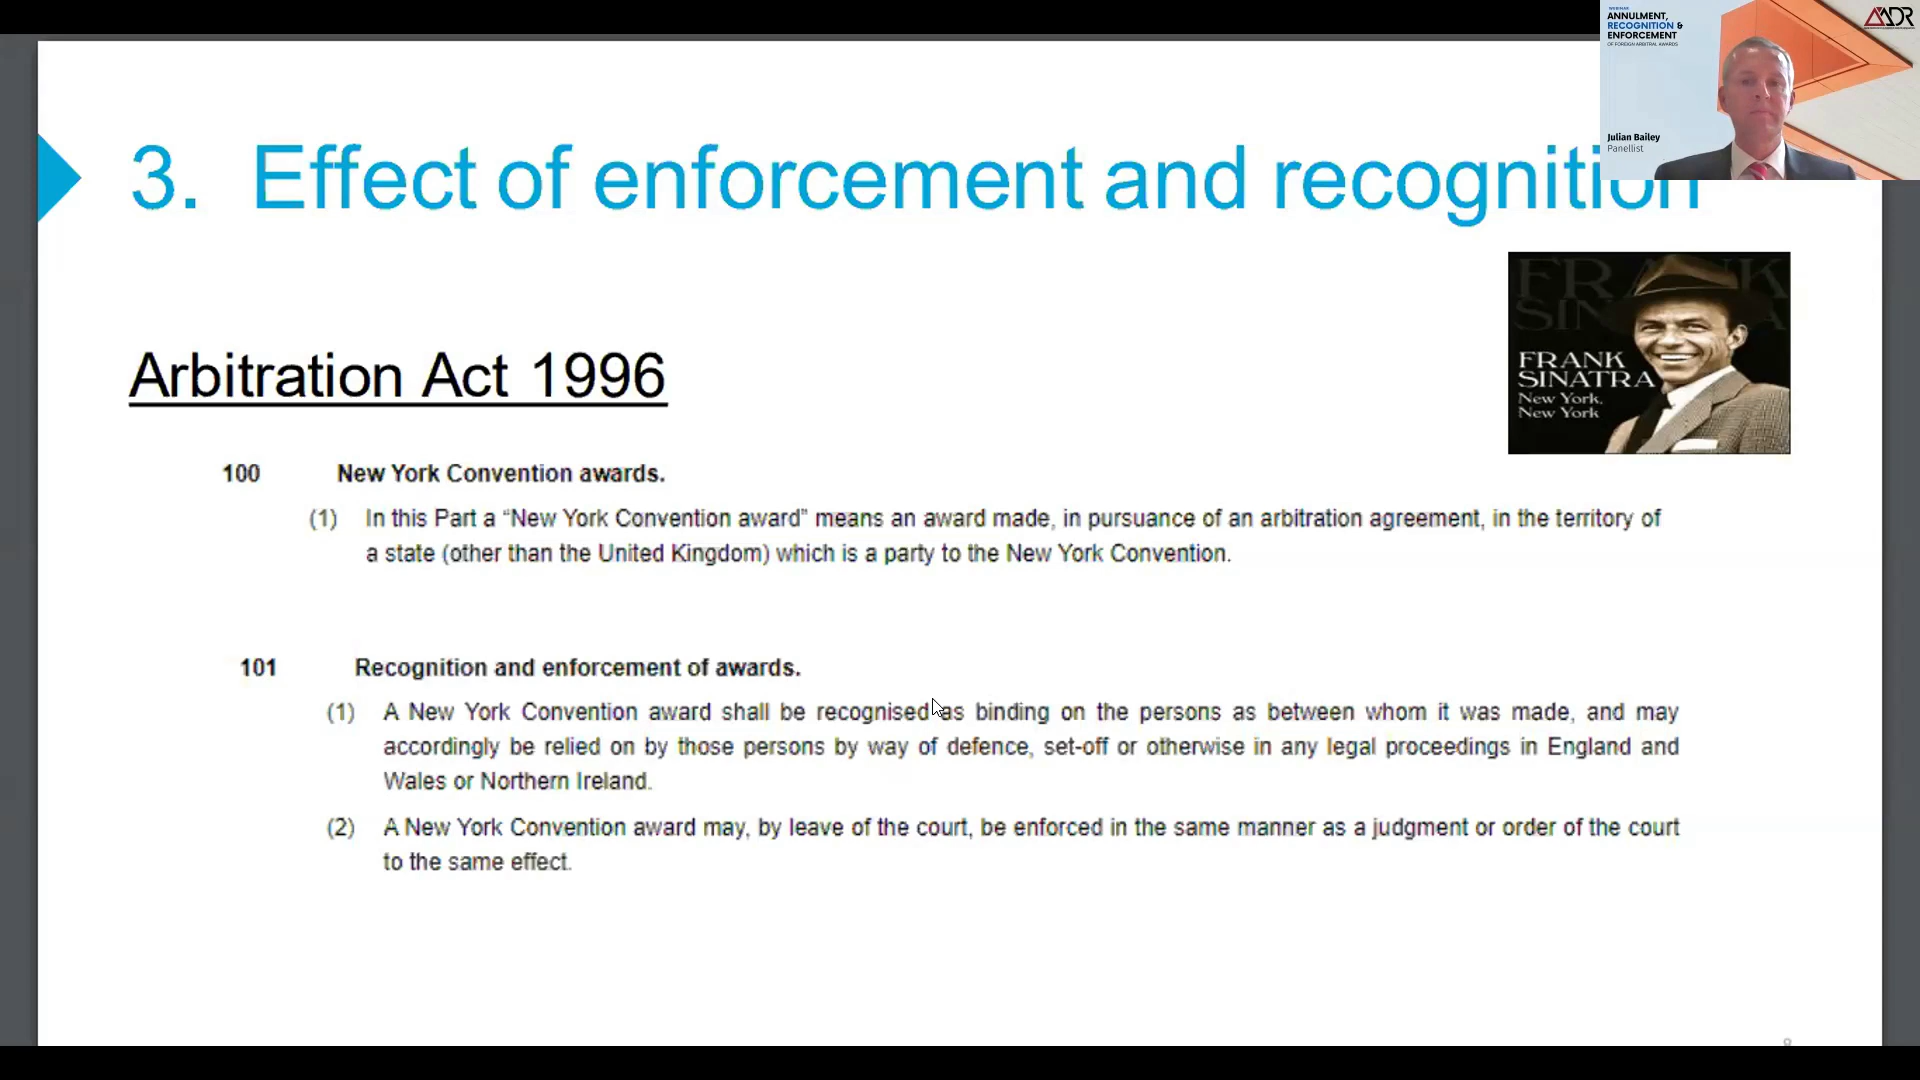 WEBINAR
ANNULMENT,
RECOGNITION &
ENFORCEMENT
OF FOREIGN ARBITRAL AWARDS
Julian Bailey
Panellist
3. Effect of enforcement and recognition
FRANK
SINATRA
New York,
New York
Arbitration Act 1996
100 New York Convention awards.
(1) In this Part a “New York Convention award” means an award made, in pursuance of an arbitration agreement, in the territory of
a state (other than the United Kingdom) which is a party to the New York Convention.
101 Recognition and enforcement of awards.
(1) A New York Convention award shall be recognised as binding on the persons as between whom it was made, and may
accordingly be relied on by those persons by way of defence, set-off or otherwise in any legal proceedings in England and
Wales or Northern Ireland.
(2) A New York Convention award may, by leave of the court, be enforced in the same manner as a judgment or order of the court
to the same effect.